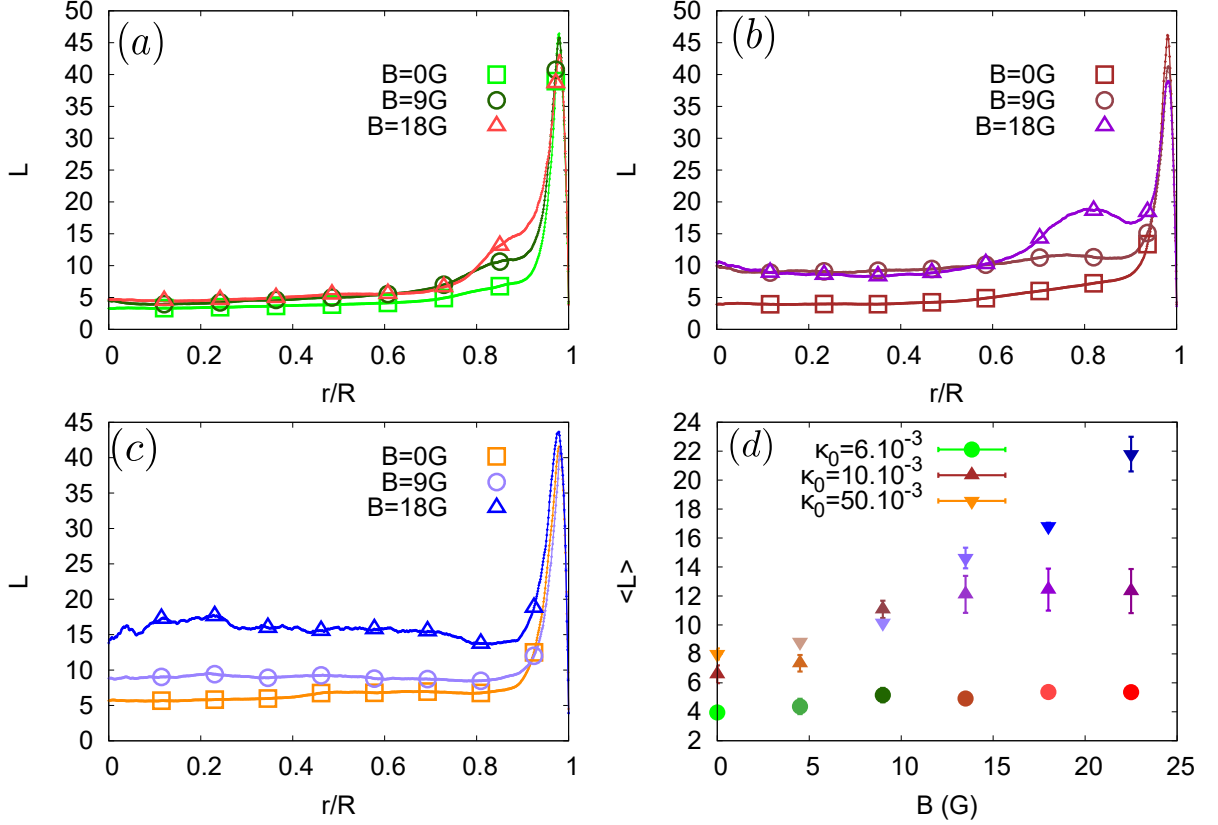 (a)
B=0G
B=9G
B=18G
L
50
45
40
35
30
25
20
15
10
5
0
0 0.2 0.4 0.6 0.8 1
r/R
(b)
B=0G
B=9G
B=18G
L
50
45
40
35
30
25
20
15
10
5
0
0 0.2 0.4 0.6 0.8 1
r/R
(c)
B=0G
B=9G
B=18G
L
45
40
35
30
25
20
15
10
5
0
0 0.2 0.4 0.6 0.8 1
r/R
(d)
κ₀=6.10⁻³
κ₀=10.10⁻³
κ₀=50.10⁻³
<L>
24
22
20
18
16
14
12
10
8
6
4
2
0 5 10 15 20 25
B (G)